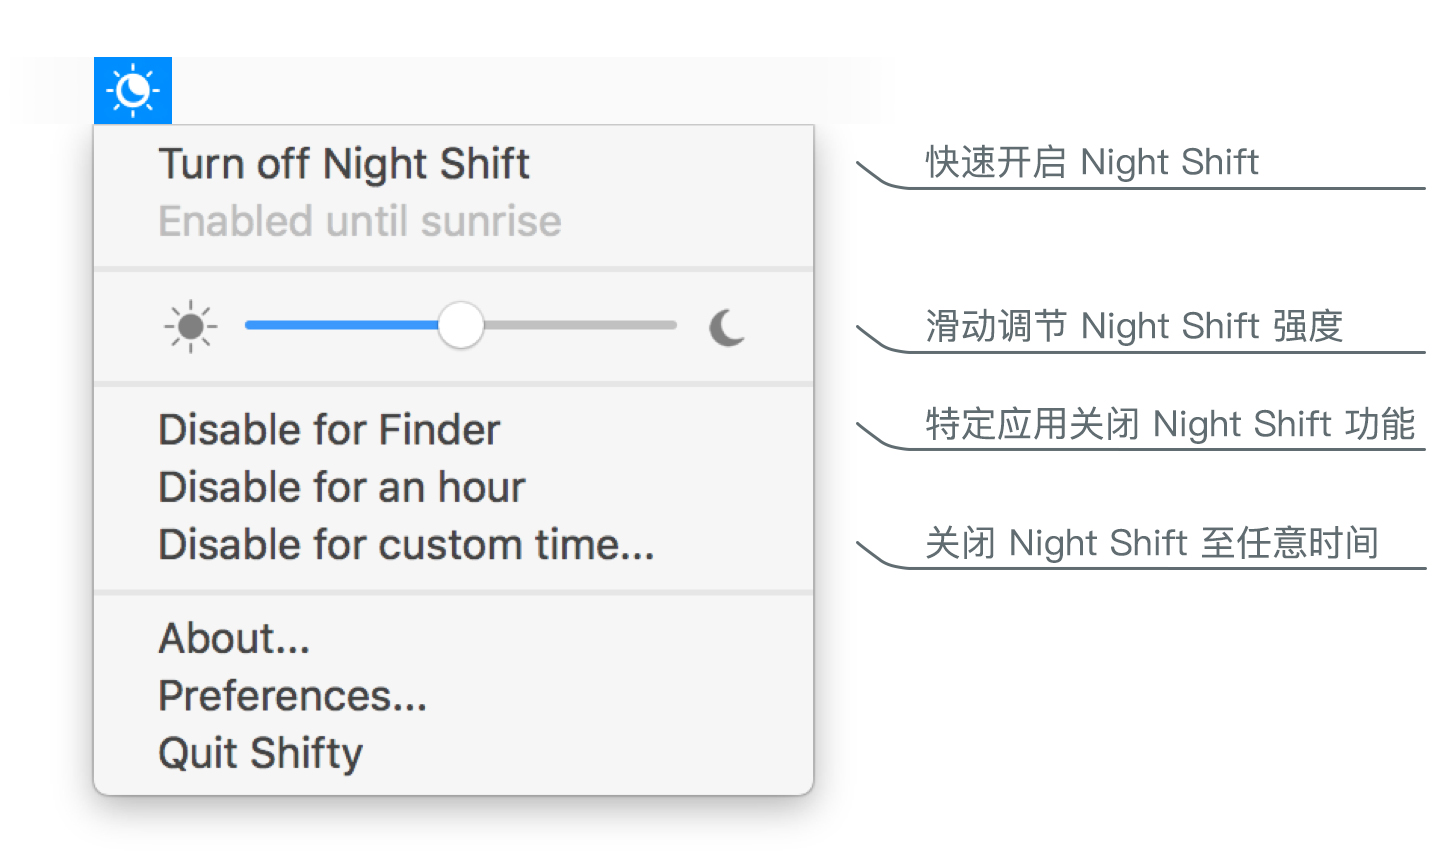 Turn off Night Shift
快速开启 Night Shift
Enabled until sunrise
滑动调节 Night Shift 强度
Disable for Finder
特定应用关闭 Night Shift 功能
Disable for an hour
Disable for custom time...
关闭 Night Shift 至任意时间
About...
Preferences...
Quit Shifty